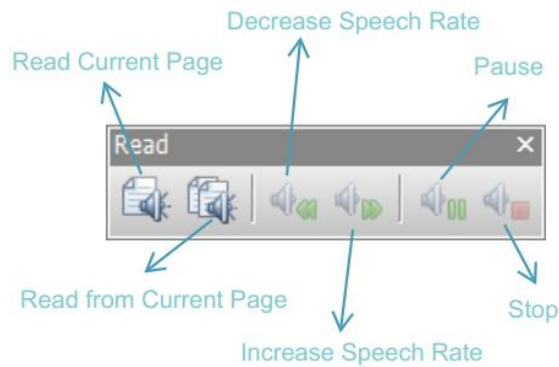 Decrease Speech Rate
Read Current Page
Pause
Read
Read from Current Page
Stop
Increase Speech Rate